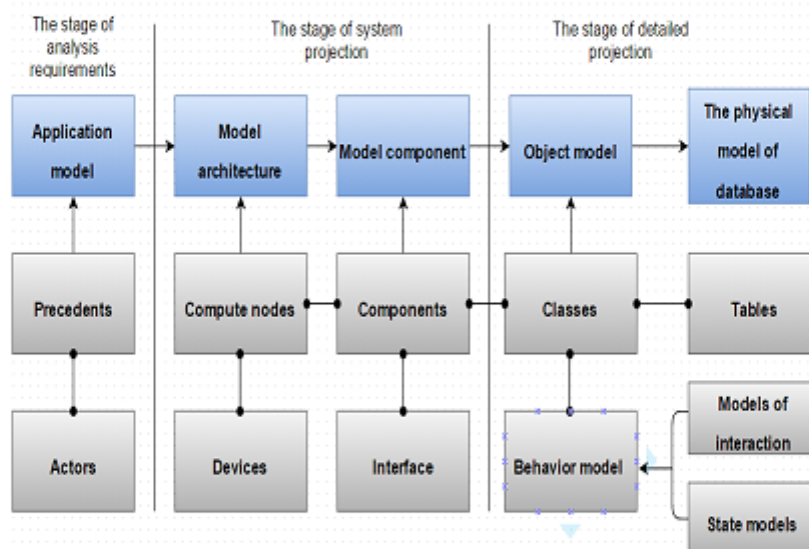 The stage of
analysis
requirements
The stage of system
projection
The stage of detailed
projection
Application
model
Model
architecture
Model component
Object model
The physical
model of
database
Precedents
Compute nodes
Components
Classes
Tables
Actors
Devices
Interface
Behavior model
Models of
interaction
State models